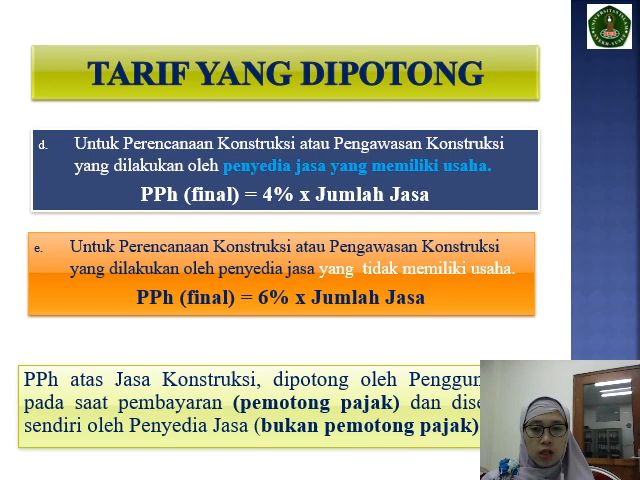 TARIF YANG DIPOTONG
d. Untuk Perencanaan Konstruksi atau Pengawasan Konstruksi
yang dilakukan oleh penyedia jasa yang memiliki usaha.
PPh (final) = 4% x Jumlah Jasa
e. Untuk Perencanaan Konstruksi atau Pengawasan Konstruksi
yang dilakukan oleh penyedia jasa yang tidak memiliki usaha.
PPh (final) = 6% x Jumlah Jasa
PPh atas Jasa Konstruksi, dipotong oleh
pada saat pembayaran (pemotong pajak) dan
sendiri oleh Penyedia Jasa (bukan pemotong pajak)